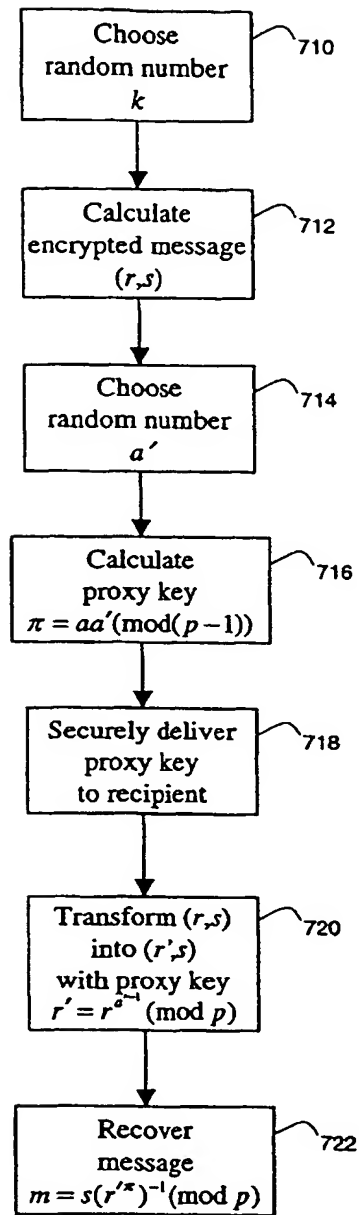 Choose
random number
k
710
Calculate
encrypted message
(r,s)
712
Choose
random number
a′
714
Calculate
proxy key
π = aa′(mod(p−1))
716
Securely deliver
proxy key
to recipient
718
Transform (r,s)
into (r',s)
with proxy key
r′ = r^{a′^{-1}} (mod p)
720
Recover
message
m = s(r′^π)^{-1}(mod p)
722